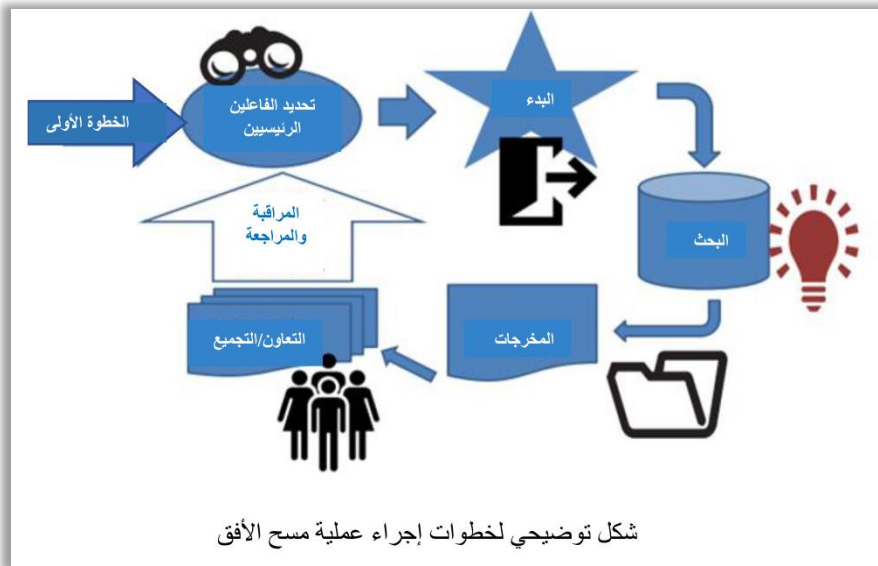 الخطوة الأولى
تحديد الفاعلين
الرئيسيين
البدء
البحث
المخرجات
التعاون/التجميع
المراقبة
والمراجعة
شكل توضيحي لخطوات إجراء عملية مسح الأفق